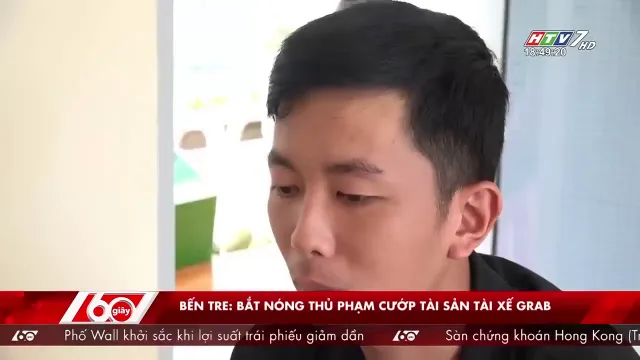 HTV7 HD
18:49:20
60 giây
BẾN TRE: BẮT NÓNG THỦ PHẠM CƯỚP TÀI SẢN TÀI XẾ GRAB
Phố Wall khởi sắc khi lợi suất trái phiếu giảm dần 60 Sàn chứng khoán Hong Kong (T